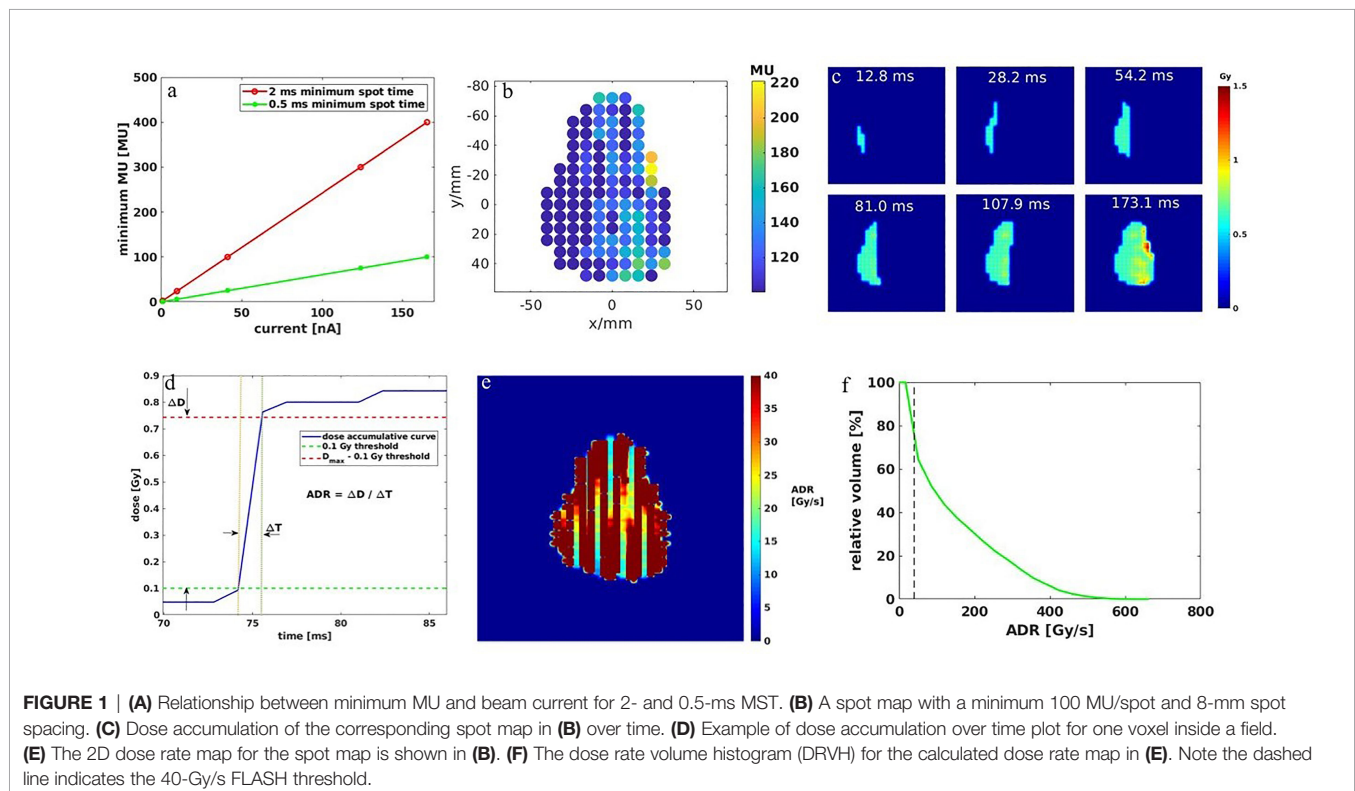 a
minimum MU [MU]
500
400
300
200
100
0
2 ms minimum spot time
0.5 ms minimum spot time
0
50
100
150
current [nA]
b
y/mm
-80
-60
-40
-20
0
20
40
-50
0
50
x/mm
MU
220
200
180
160
140
120
c
12.8 ms
28.2 ms
54.2 ms
81.0 ms
107.9 ms
173.1 ms
Gy
1.5
1
0.5
0
d
dose [Gy]
0.9
0.8
0.7
0.6
0.5
0.4
0.3
0.2
0.1
0
ΔD
dose accumulative curve
0.1 Gy threshold
Dmax - 0.1 Gy threshold
ADR = ΔD / ΔT
ΔT
70
75
80
85
time [ms]
e
40
35
30
25
20
15
10
5
0
ADR
[Gy/s]
f
relative volume [%]
100
80
60
40
20
0
0
200
400
600
800
ADR [Gy/s]
FIGURE 1 | (A) Relationship between minimum MU and beam current for 2- and 0.5-ms MST. (B) A spot map with a minimum 100 MU/spot and 8-mm spot
spacing. (C) Dose accumulation of the corresponding spot map in (B) over time. (D) Example of dose accumulation over time plot for one voxel inside a field.
(E) The 2D dose rate map for the spot map is shown in (B). (F) The dose rate volume histogram (DRVH) for the calculated dose rate map in (E). Note the dashed
line indicates the 40-Gy/s FLASH threshold.